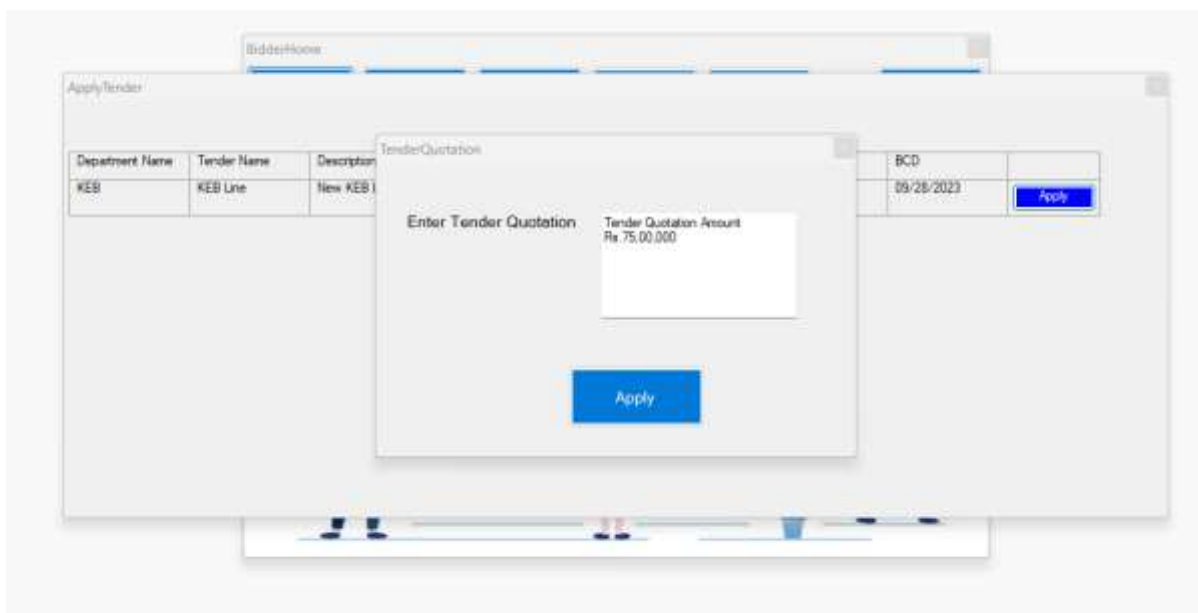 BidderHome
ApplyTender
TenderQuotation
Department Name Tender Name Description BCD
KEB KEB Line New KEB 09/28/2023 Apply
Enter Tender Quotation
Tender Quotation Amount
Rs 75,00,000
Apply